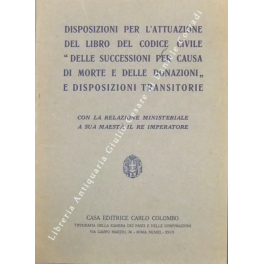 DISPOSIZIONI PER L'ATTUAZIONE
DEL LIBRO DEL CODICE CIVILE
"DELLE SUCCESSIONI PER CAUSA
DI MORTE E DELLE DONAZIONI„
E DISPOSIZIONI TRANSITORIE
CON LA RELAZIONE MINISTERIALE
A SUA MAESTÀ IL RE IMPERATORE
CASA EDITRICE CARLO COLOMBO
TIPOGRAFIA DELLA CAMERA DEI FASCI E DELLE CORPORAZIONI
Libreria Antiquaria Giulio Cesare